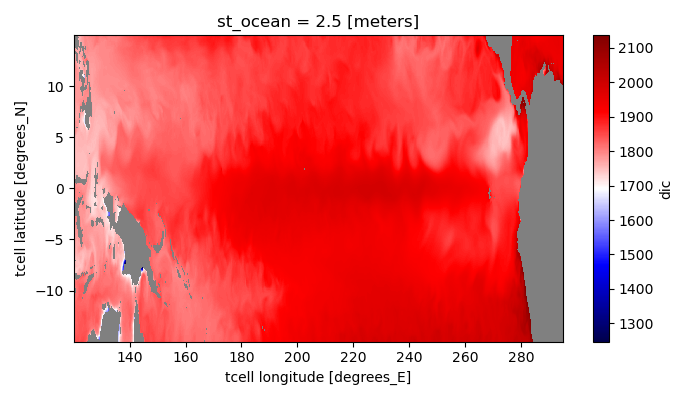 st_ocean = 2.5 [meters]
10
5
0
−5
−10
tcell latitude [degrees_N]
140 160 180 200 220 240 260 280
tcell longitude [degrees_E]
2100
2000
1900
1800
1700
1600
1500
1400
1300
dic